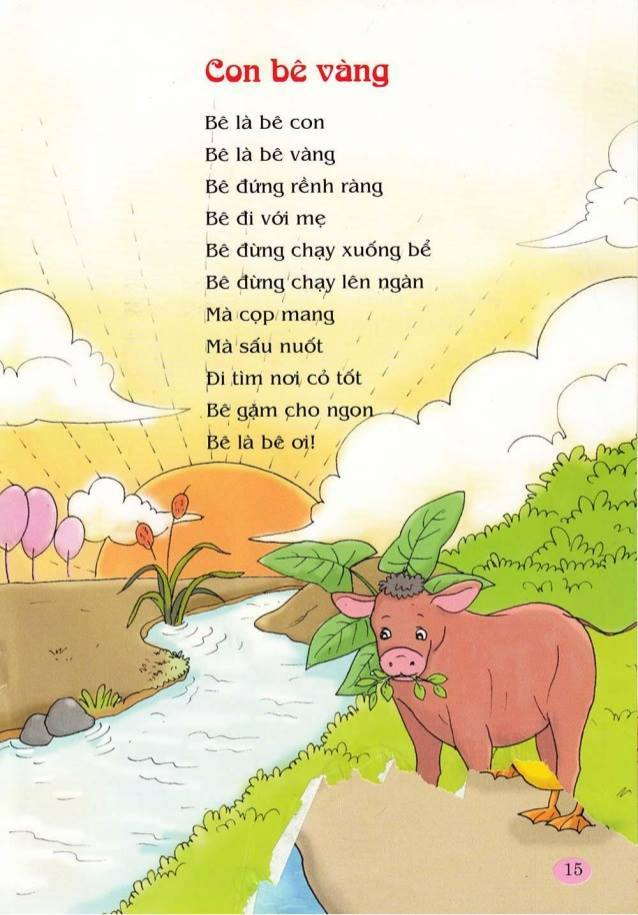 Con bê vàng
Bê là bê con
Bê là bê vàng
Bê đứng rềnh ràng
Bê đi với mẹ
Bê đừng chạy xuống bể
Bê đừng chạy lên ngàn
Mà cọp mang
Mà sấu nuốt
Đi tìm nơi cỏ tốt
Bê gặm cho ngon
Bê là bê ơi!
15